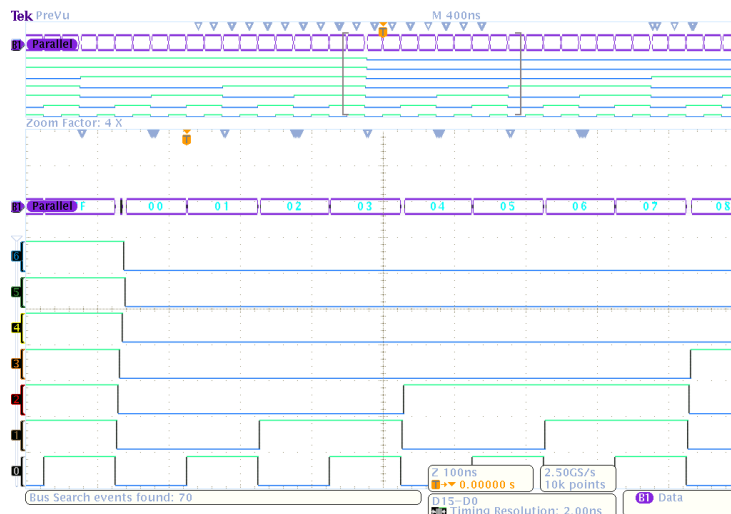 Tek PreVu M 400ns
B1 Parallel
Zoom Factor: 4 X
B1 Parallel F 00 01 02 03 04 05 06 07 08
6
5
4
3
2
1
0
Z 100ns
T 0.00000 s
2.50GS/s
10k points
Bus Search events found: 70
D15-D0
Timing Resolution: 2.00ns
B1 Data